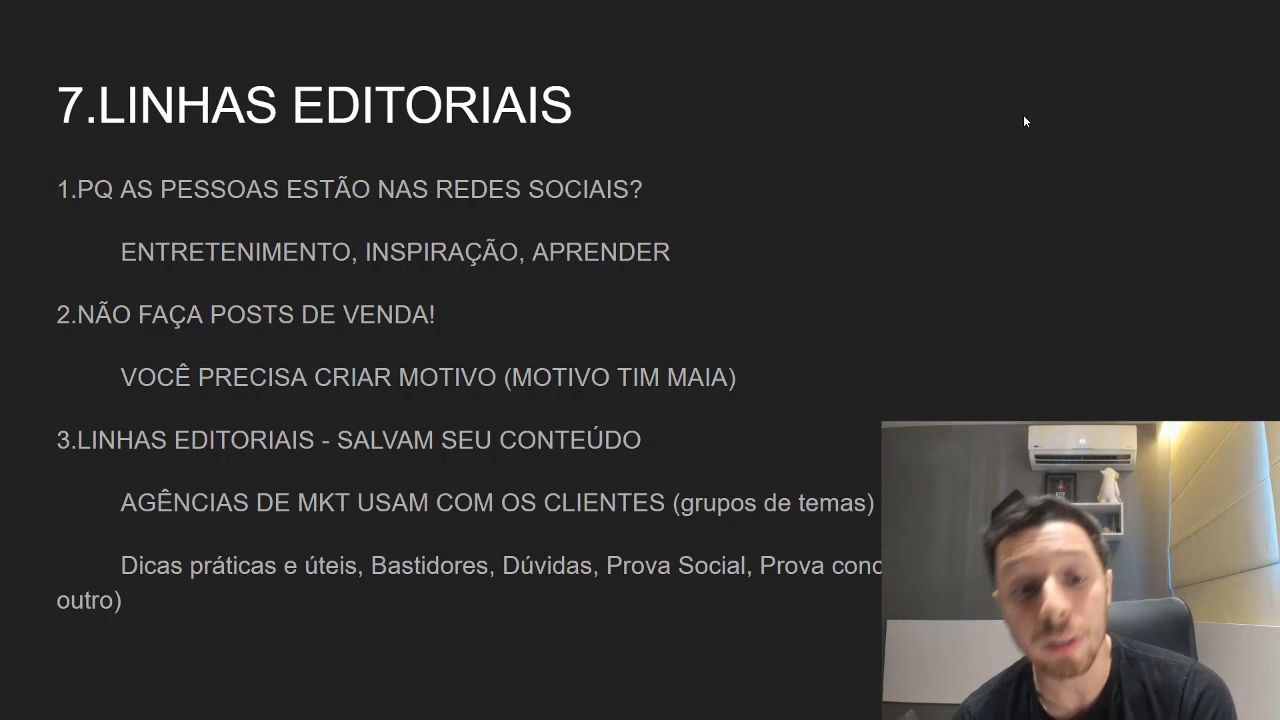 7.LINHAS EDITORIAIS
1.PQ AS PESSOAS ESTÃO NAS REDES SOCIAIS?
ENTRETENIMENTO, INSPIRAÇÃO, APRENDER
2.NÃO FAÇA POSTS DE VENDA!
VOCÊ PRECISA CRIAR MOTIVO (MOTIVO TIM MAIA)
3.LINHAS EDITORIAIS - SALVAM SEU CONTEÚDO
AGÊNCIAS DE MKT USAM COM OS CLIENTES (grupos de temas)
Dicas práticas e úteis, Bastidores, Dúvidas, Prova Social, Prova
outro)